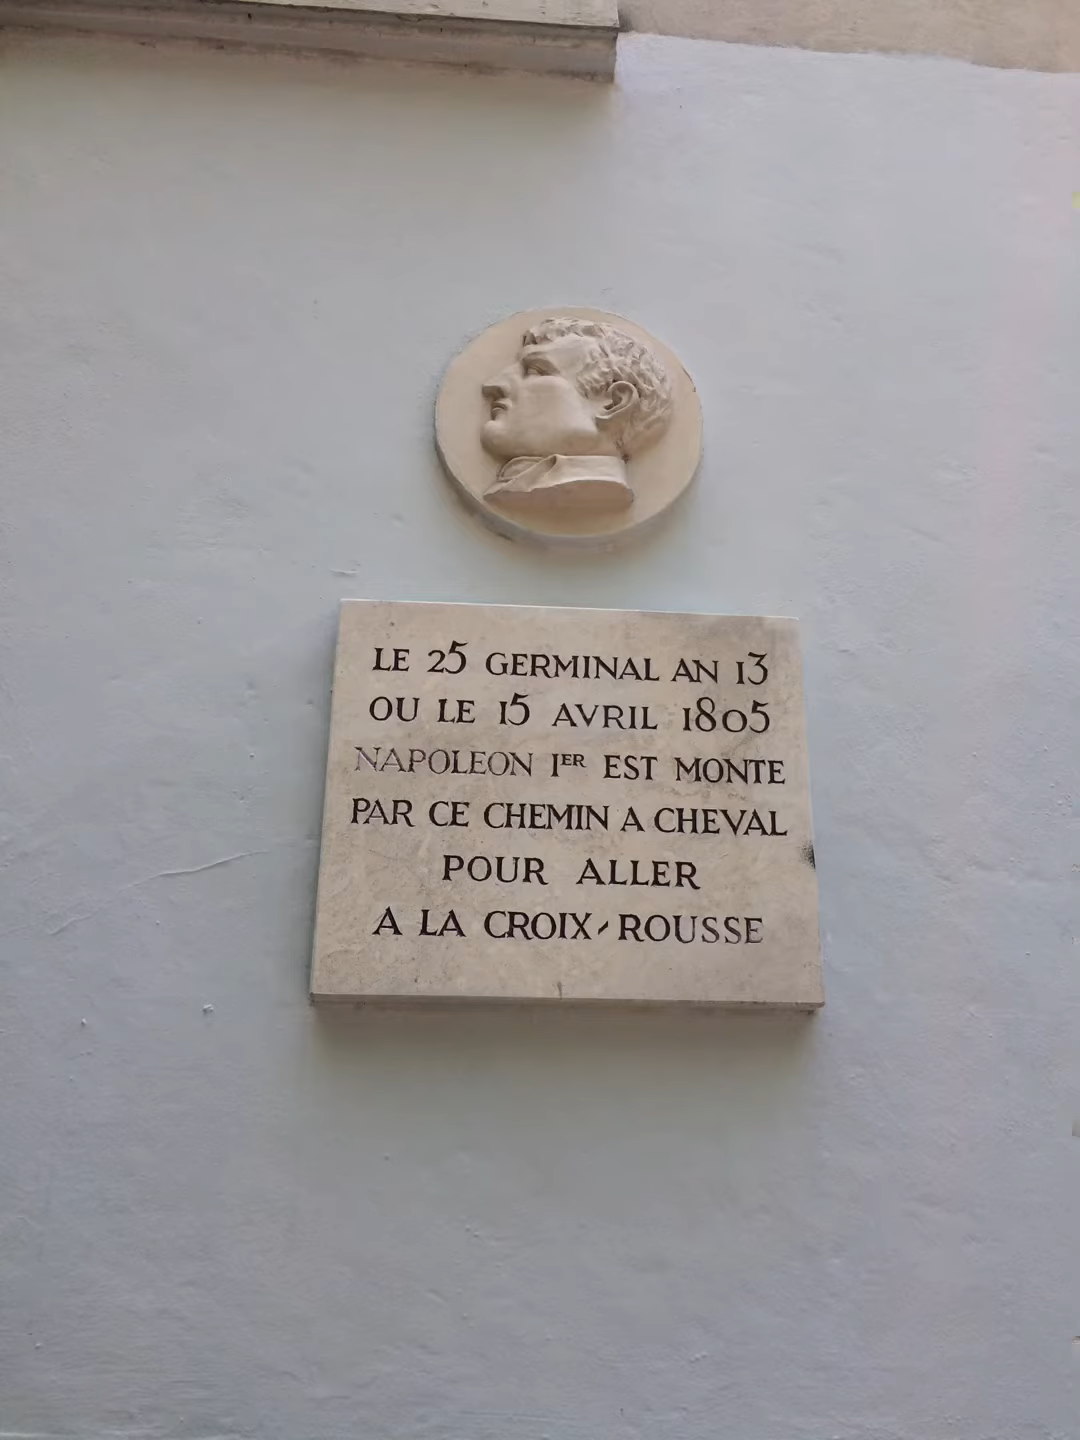 LE 25 GERMINAL AN 13
OU LE 15 AVRIL 1805
NAPOLEON IER EST MONTE
PAR CE CHEMIN A CHEVAL
POUR ALLER
A LA CROIX-ROUSSE